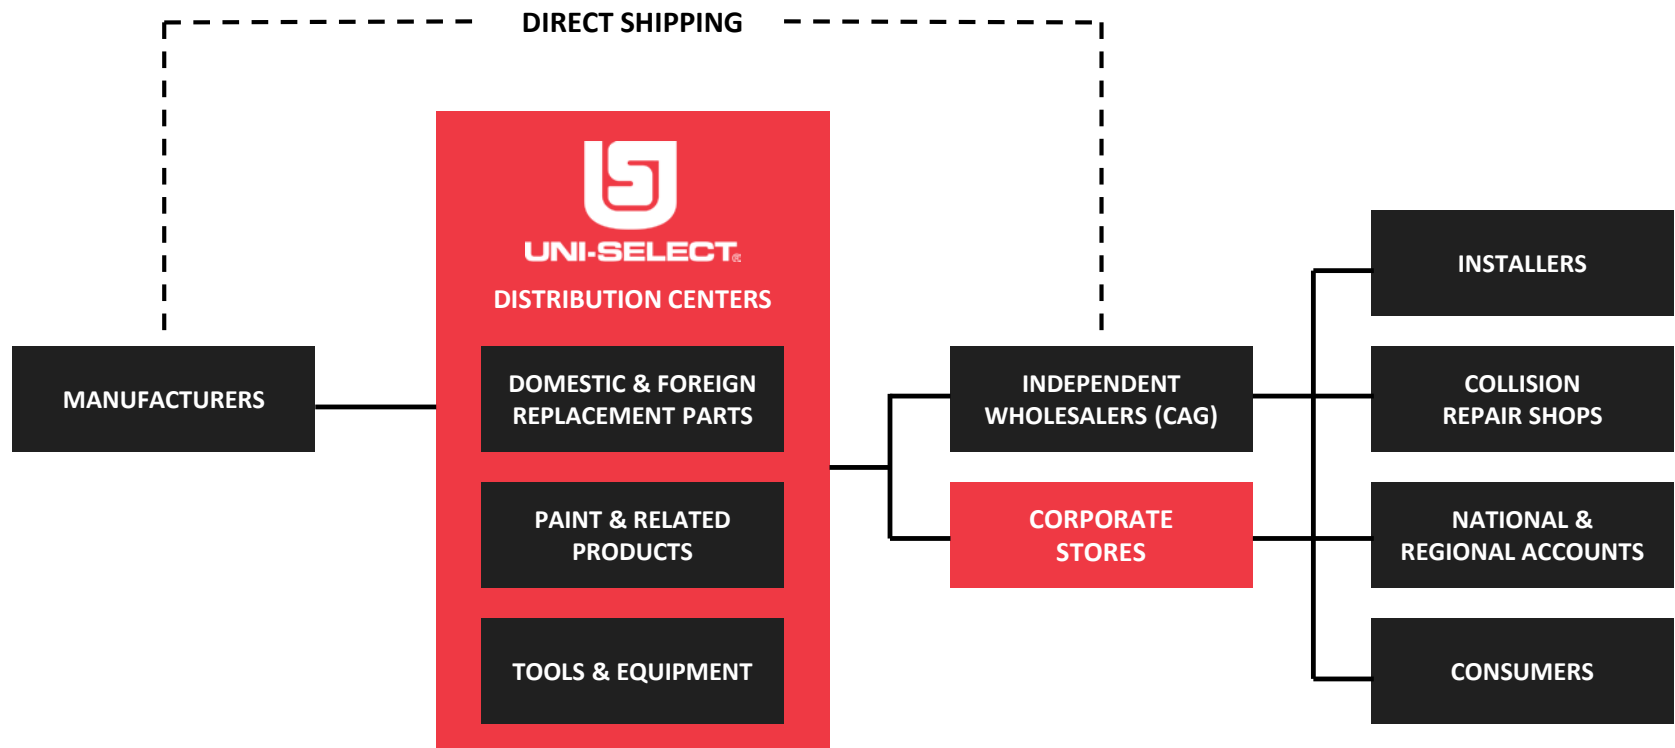 DIRECT SHIPPING
UNI-SELECT®
DISTRIBUTION CENTERS
MANUFACTURERS
DOMESTIC & FOREIGN
REPLACEMENT PARTS
PAINT & RELATED
PRODUCTS
TOOLS & EQUIPMENT
INDEPENDENT
WHOLESALERS (CAG)
CORPORATE
STORES
INSTALLERS
COLLISION
REPAIR SHOPS
NATIONAL &
REGIONAL ACCOUNTS
CONSUMERS